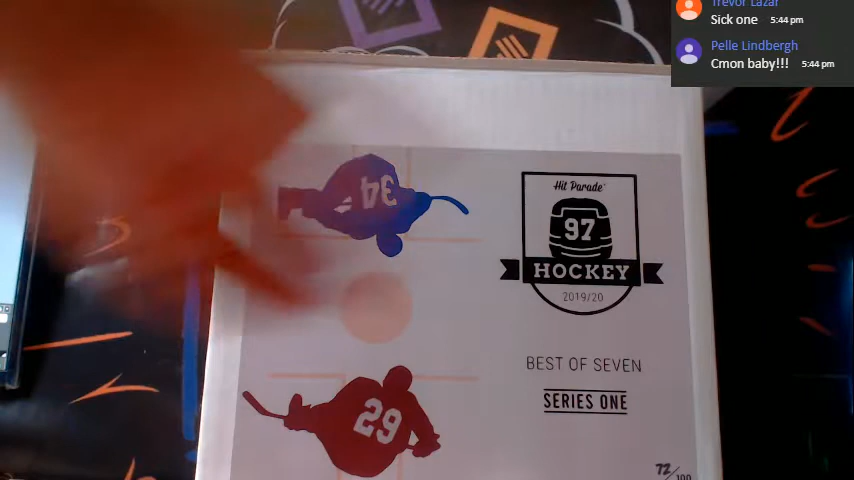 Trevor Lazar
Sick one 5:44 pm
Pelle Lindbergh
Cmon baby!!! 5:44 pm
34
Hit Parade
97
HOCKEY
2019/20
BEST OF SEVEN
SERIES ONE
29
72/100